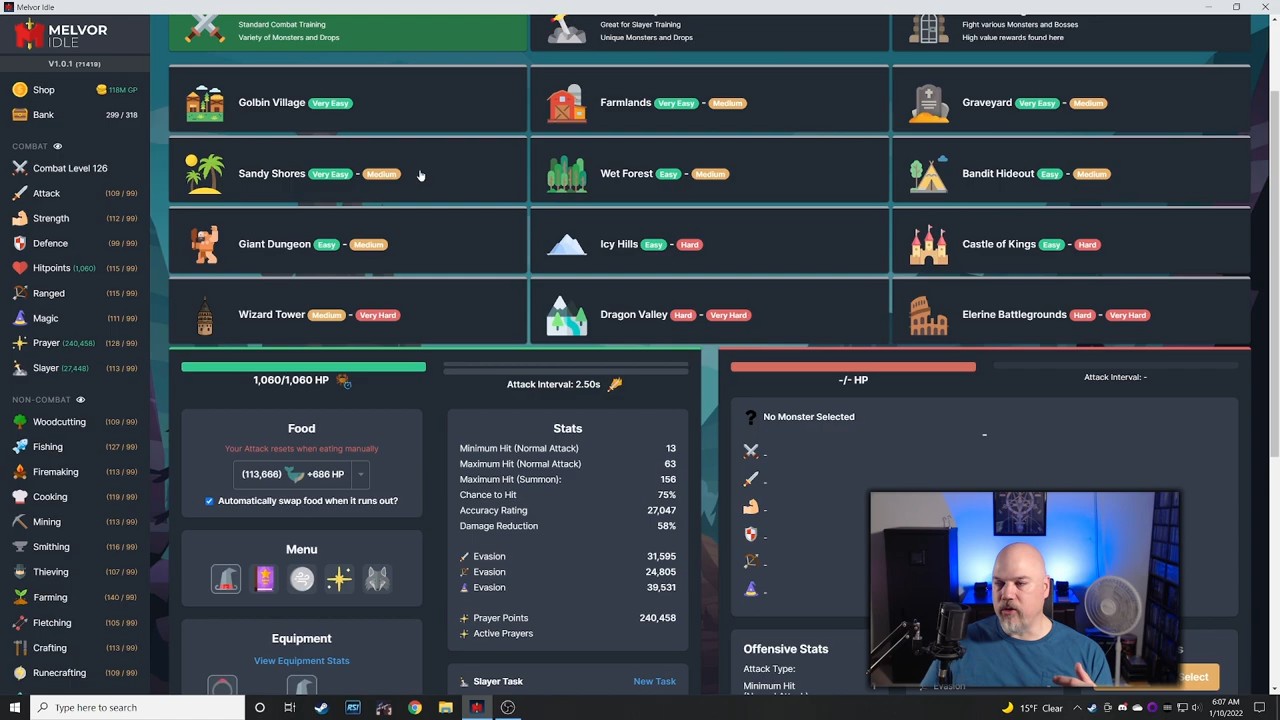 Melvor Idle
MELVOR
IDLE
V1.0.1 (71419)
Shop
118M GP
Bank
299 / 318
COMBAT
Combat Level 126
Attack
(109 / 99)
Strength
(112 / 99)
Defence
(99 / 99)
Hitpoints (1,060)
(115 / 99)
Ranged
(115 / 99)
Magic
(111 / 99)
Prayer (240,458)
(128 / 99)
Slayer (27,448)
(113 / 99)
NON-COMBAT
Woodcutting
(109 / 99)
Fishing
(127 / 99)
Firemaking
(113 / 99)
Cooking
(119 / 99)
Mining
(113 / 99)
Smithing
(116 / 99)
Thieving
(107 / 99)
Farming
(140 / 99)
Fletching
(105 / 99)
Crafting
(113 / 99)
Runecrafting
(109 / 99)
Standard Combat Training
Variety of Monsters and Drops
Great for Slayer Training
Unique Monsters and Drops
Fight various Monsters and Bosses
High value rewards found here
Golbin Village Very Easy
Farmlands Very Easy - Medium
Graveyard Very Easy - Medium
Sandy Shores Very Easy - Medium
Wet Forest Easy - Medium
Bandit Hideout Easy - Medium
Giant Dungeon Easy - Medium
Icy Hills Easy - Hard
Castle of Kings Easy - Hard
Wizard Tower Medium - Very Hard
Dragon Valley Hard - Very Hard
Elerine Battlegrounds Hard - Very Hard
1,060/1,060 HP
Food
Your Attack resets when eating manually
(113,666) +686 HP
Automatically swap food when it runs out?
Menu
Equipment
View Equipment Stats
Attack Interval: 2.50s
Stats
Minimum Hit (Normal Attack) 13
Maximum Hit (Normal Attack) 63
Maximum Hit (Summon): 156
Chance to Hit 75%
Accuracy Rating 27,047
Damage Reduction 58%
Evasion 31,595
Evasion 24,805
Evasion 39,531
Prayer Points 240,458
Active Prayers
Slayer Task New Task
-/- HP
Attack Interval: -
? No Monster Selected
-
-
-
-
-
-
-
Offensive Stats
Attack Type:
Minimum Hit
Evasion
Type here to search
RSI
15°F Clear
6:07 AM
1/10/2022